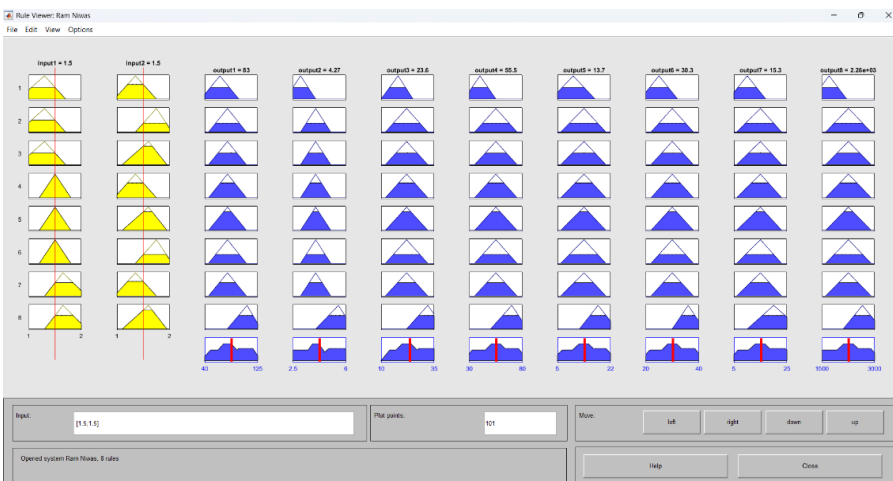 Rule Viewer: Ram Niwas
File Edit View Options
input1 = 1.5 input2 = 1.5 output1 = 83 output2 = 4.27 output3 = 23.6 output4 = 55.5 output5 = 13.7 output6 = 30.3 output7 = 15.3 output8 = 2.26e+03
1
2
3
4
5
6
7
8
1 2 1 2
40 125 2.5 6 10 35 30 80 5 22 20 40 5 25 1000 3000
Input: [1.5,1.5] Plot points: 101 Move: left right down up
Opened system Ram Niwas, 8 rules Help Close